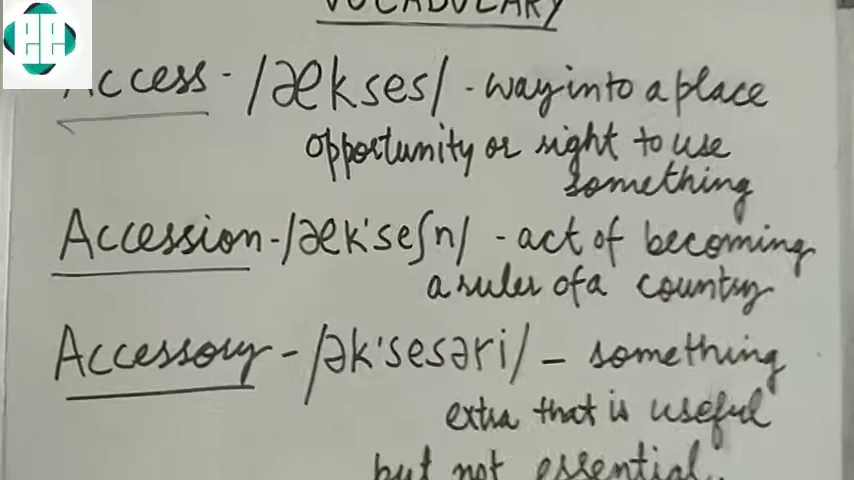 VOCABULARY
Access - /ækses/ - way into a place
opportunity or right to use
something
Accession - /æk'seʃn/ - act of becoming
a ruler of a country
Accessory - /ək'sesəri/ - something
extra that is useful
but not essential.